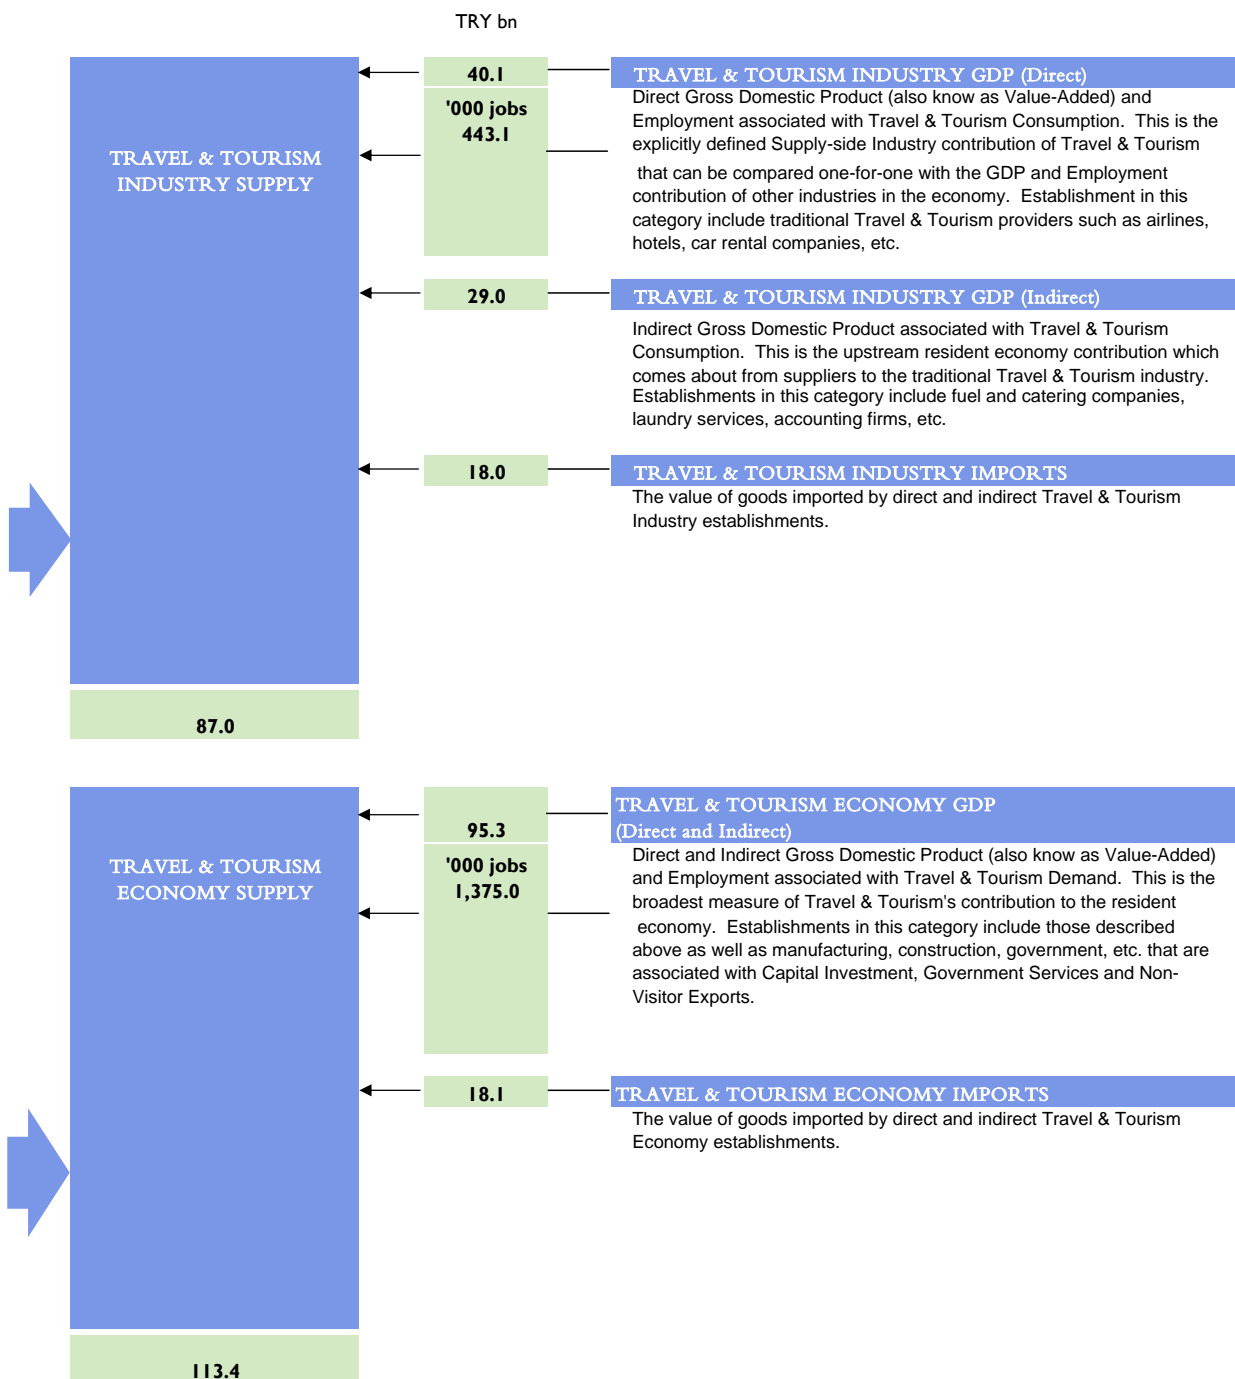 TRY bn
TRAVEL & TOURISM
INDUSTRY SUPPLY
40.1
'000 jobs
443.1
TRAVEL & TOURISM INDUSTRY GDP (Direct)
Direct Gross Domestic Product (also know as Value-Added) and
Employment associated with Travel & Tourism Consumption.  This is the
explicitly defined Supply-side Industry contribution of Travel & Tourism
that can be compared one-for-one with the GDP and Employment
contribution of other industries in the economy.  Establishment in this
category include traditional Travel & Tourism providers such as airlines,
hotels, car rental companies, etc.
29.0
TRAVEL & TOURISM INDUSTRY GDP (Indirect)
Indirect Gross Domestic Product associated with Travel & Tourism
Consumption.  This is the upstream resident economy contribution which
comes about from suppliers to the traditional Travel & Tourism industry.
Establishments in this category include fuel and catering companies,
laundry services, accounting firms, etc.
18.0
TRAVEL & TOURISM INDUSTRY IMPORTS
The value of goods imported by direct and indirect Travel & Tourism
Industry establishments.
87.0
TRAVEL & TOURISM
ECONOMY SUPPLY
95.3
'000 jobs
1,375.0
TRAVEL & TOURISM ECONOMY GDP
(Direct and Indirect)
Direct and Indirect Gross Domestic Product (also know as Value-Added)
and Employment associated with Travel & Tourism Demand.  This is the
broadest measure of Travel & Tourism's contribution to the resident
economy.  Establishments in this category include those described
above as well as manufacturing, construction, government, etc. that are
associated with Capital Investment, Government Services and Non-
Visitor Exports.
18.1
TRAVEL & TOURISM ECONOMY IMPORTS
The value of goods imported by direct and indirect Travel & Tourism
Economy establishments.
113.4